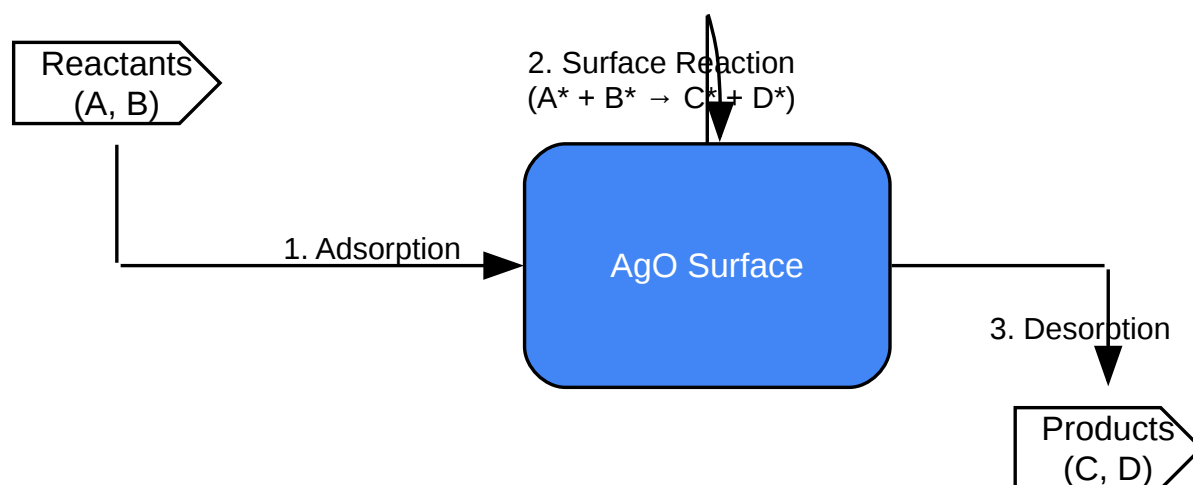 Reactants
(A, B)
2. Surface Reaction
(A* + B* → C* + D*)
1. Adsorption
AgO Surface
3. Desorption
Products
(C, D)